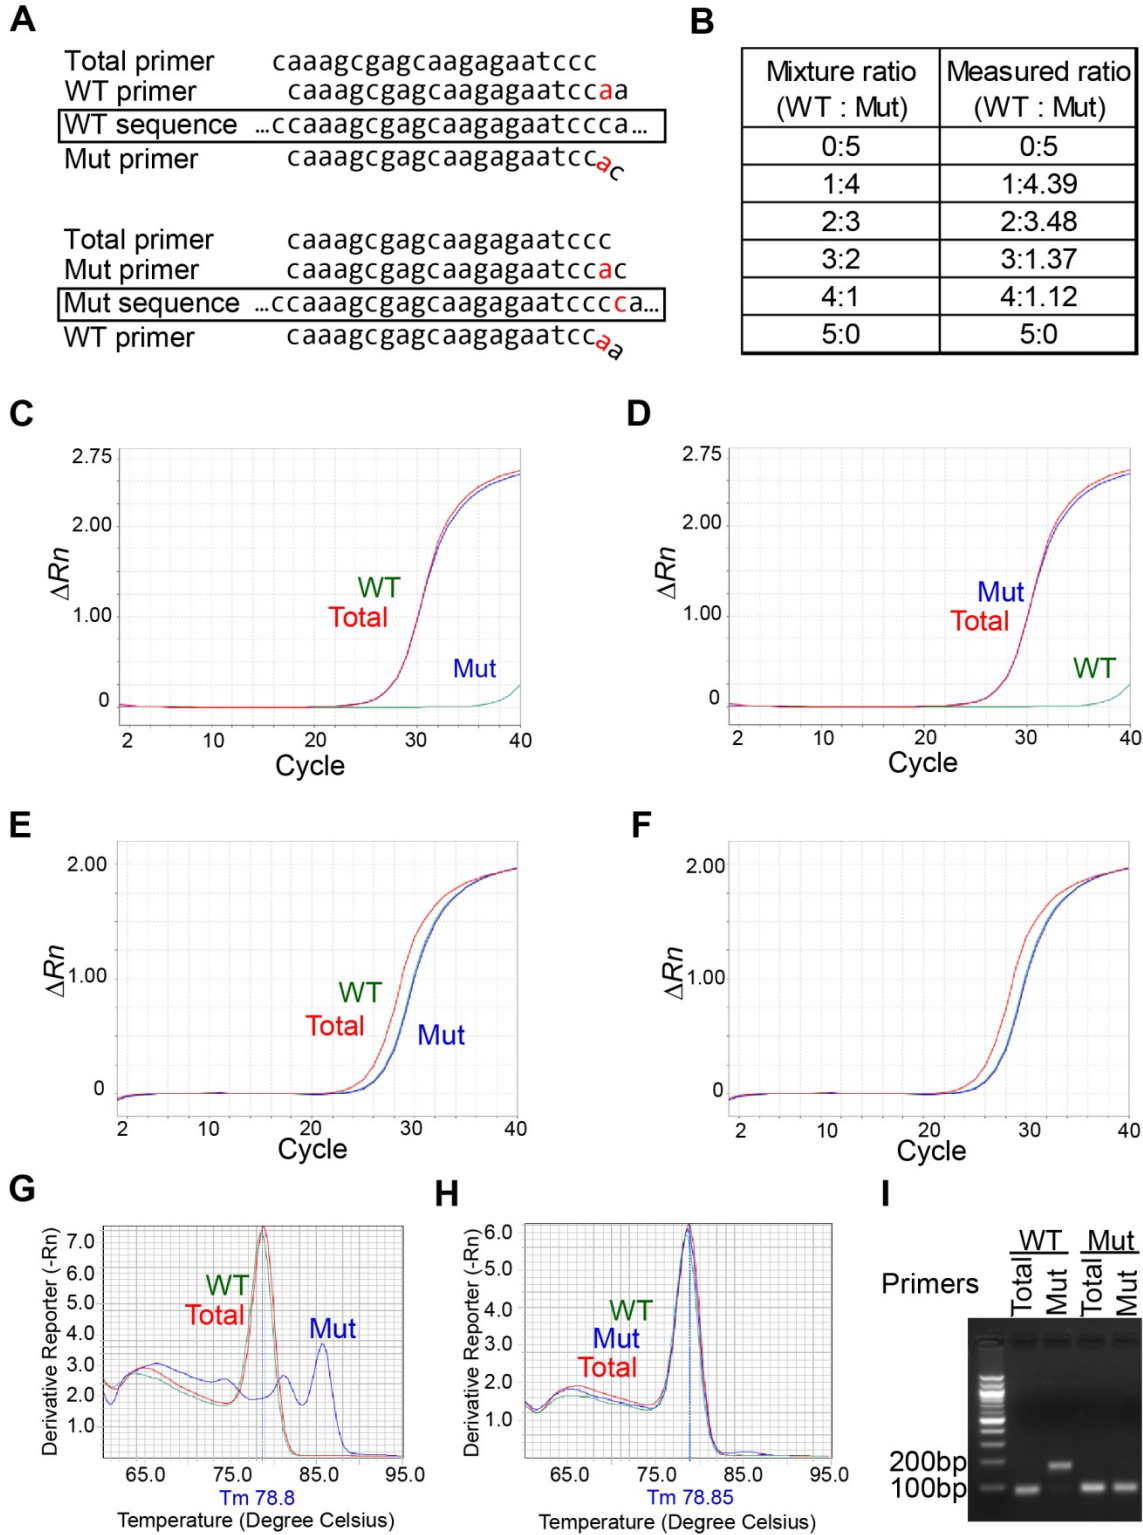 A
Total primer caaagcgagcaagagaatccc
WT primer caaagcgagcaagagaatccaa
WT sequence ...ccaaagcgagcaagagaatcccca...
Mut primer caaagcgagcaagagaatccac
Total primer caaagcgagcaagagaatccc
Mut primer caaagcgagcaagagaatccac
Mut sequence ...ccaaagcgagcaagagaatcccca...
WT primer caaagcgagcaagagaatccaa
B
Mixture ratio Measured ratio
(WT : Mut) (WT : Mut)
0:5 0:5
1:4 1:4.39
2:3 2:3.48
3:2 3:1.37
4:1 4:1.12
5:0 5:0
C
2.75
2.00
1.00
0
ΔRn
WT
Total
Mut
2 10 20 30 40
Cycle
D
2.75
2.00
1.00
0
ΔRn
Mut
Total
WT
2 10 20 30 40
Cycle
E
2.00
1.00
0
ΔRn
WT
Total
Mut
2 10 20 30 40
Cycle
F
2.00
1.00
0
ΔRn
2 10 20 30 40
Cycle
G
Derivative Reporter (-Rn)
7.0
6.0
5.0
4.0
3.0
2.0
1.0
WT
Total
Mut
65.0 75.0 85.0 95.0
Tm 78.8
Temperature (Degree Celsius)
H
Derivative Reporter (-Rn)
6.0
5.0
4.0
3.0
2.0
1.0
WT
Mut
Total
65.0 75.0 85.0 95.0
Tm 78.85
Temperature (Degree Celsius)
I
WT Mut
Primers Total Mut Total Mut
200bp
100bp